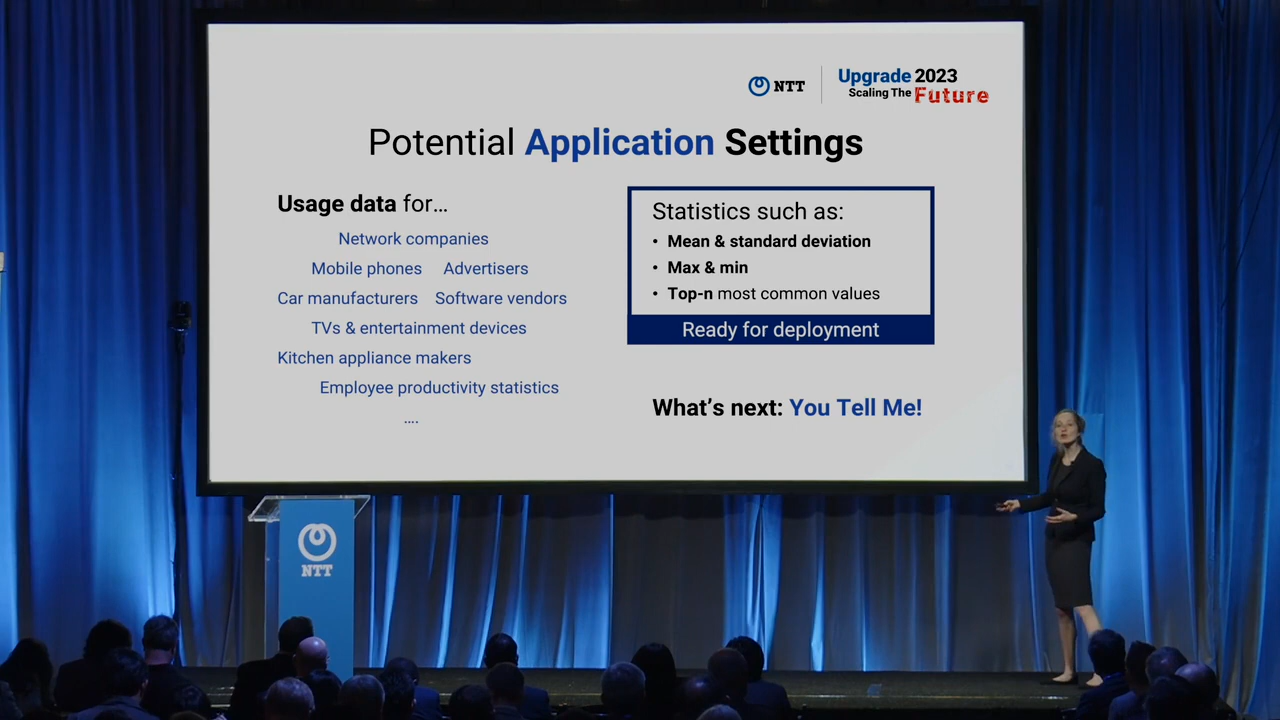 NTT
Upgrade 2023
Scaling The Future
Potential Application Settings
Usage data for...
Network companies
Mobile phones Advertisers
Car manufacturers Software vendors
TVs & entertainment devices
Kitchen appliance makers
Employee productivity statistics
....
Statistics such as:
• Mean & standard deviation
• Max & min
• Top-n most common values
Ready for deployment
What's next: You Tell Me!
NTT